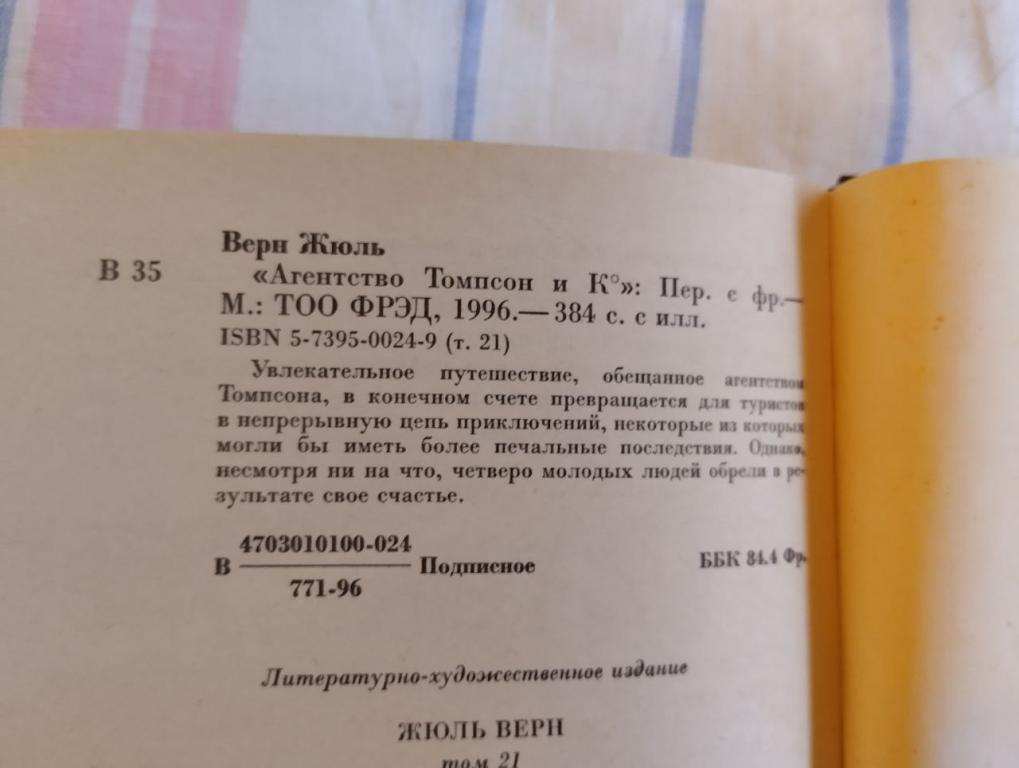 Верн Жюль
В 35
«Агентство Томпсон и К°»: Пер. с фр.—
М.: ТОО ФРЭД, 1996.— 384 с. с илл.
ISBN 5-7395-0024-9 (т. 21)
Увлекательное путешествие, обещанное агентством
Томпсона, в конечном счете превращается для туристов
в непрерывную цепь приключений, некоторые из которых
могли бы иметь более печальные последствия. Однако,
несмотря ни на что, четверо молодых людей обрели в ре-
зультате свое счастье.
4703010100-024
В Подписное
771-96
ББК 84.4 Фр.
Литературно-художественное издание
ЖЮЛЬ ВЕРН
том 21